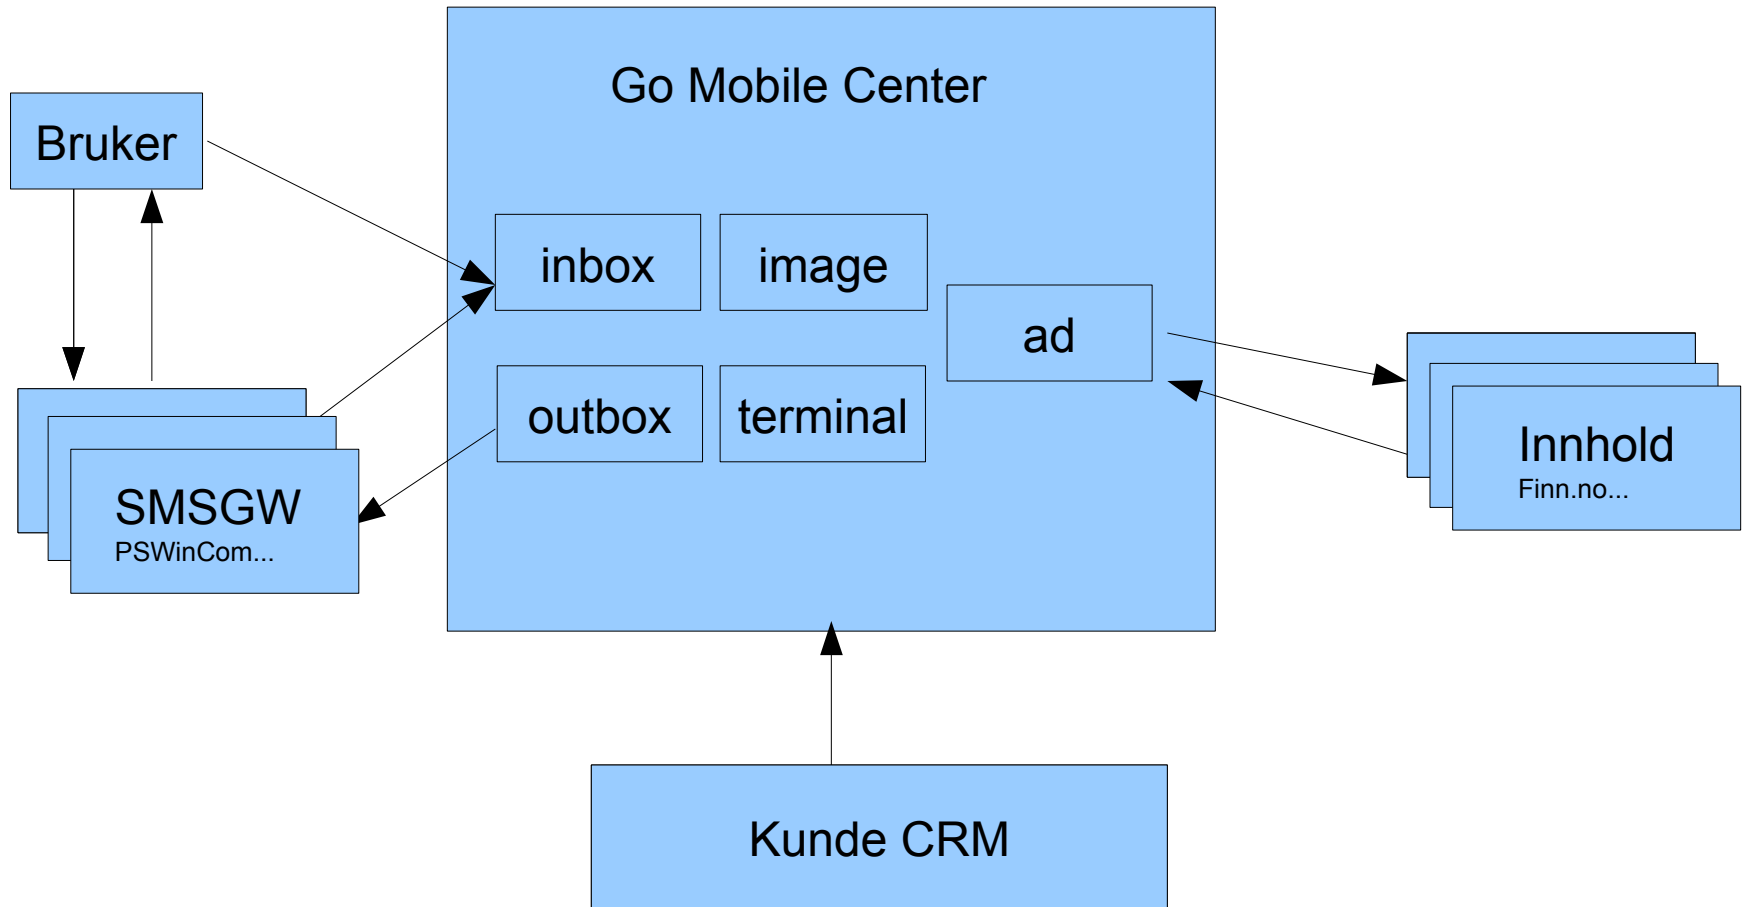 Go Mobile Center
Bruker
inbox
image
ad
outbox
terminal
SMSGW
PSWinCom...
Innhold
Finn.no...
Kunde CRM